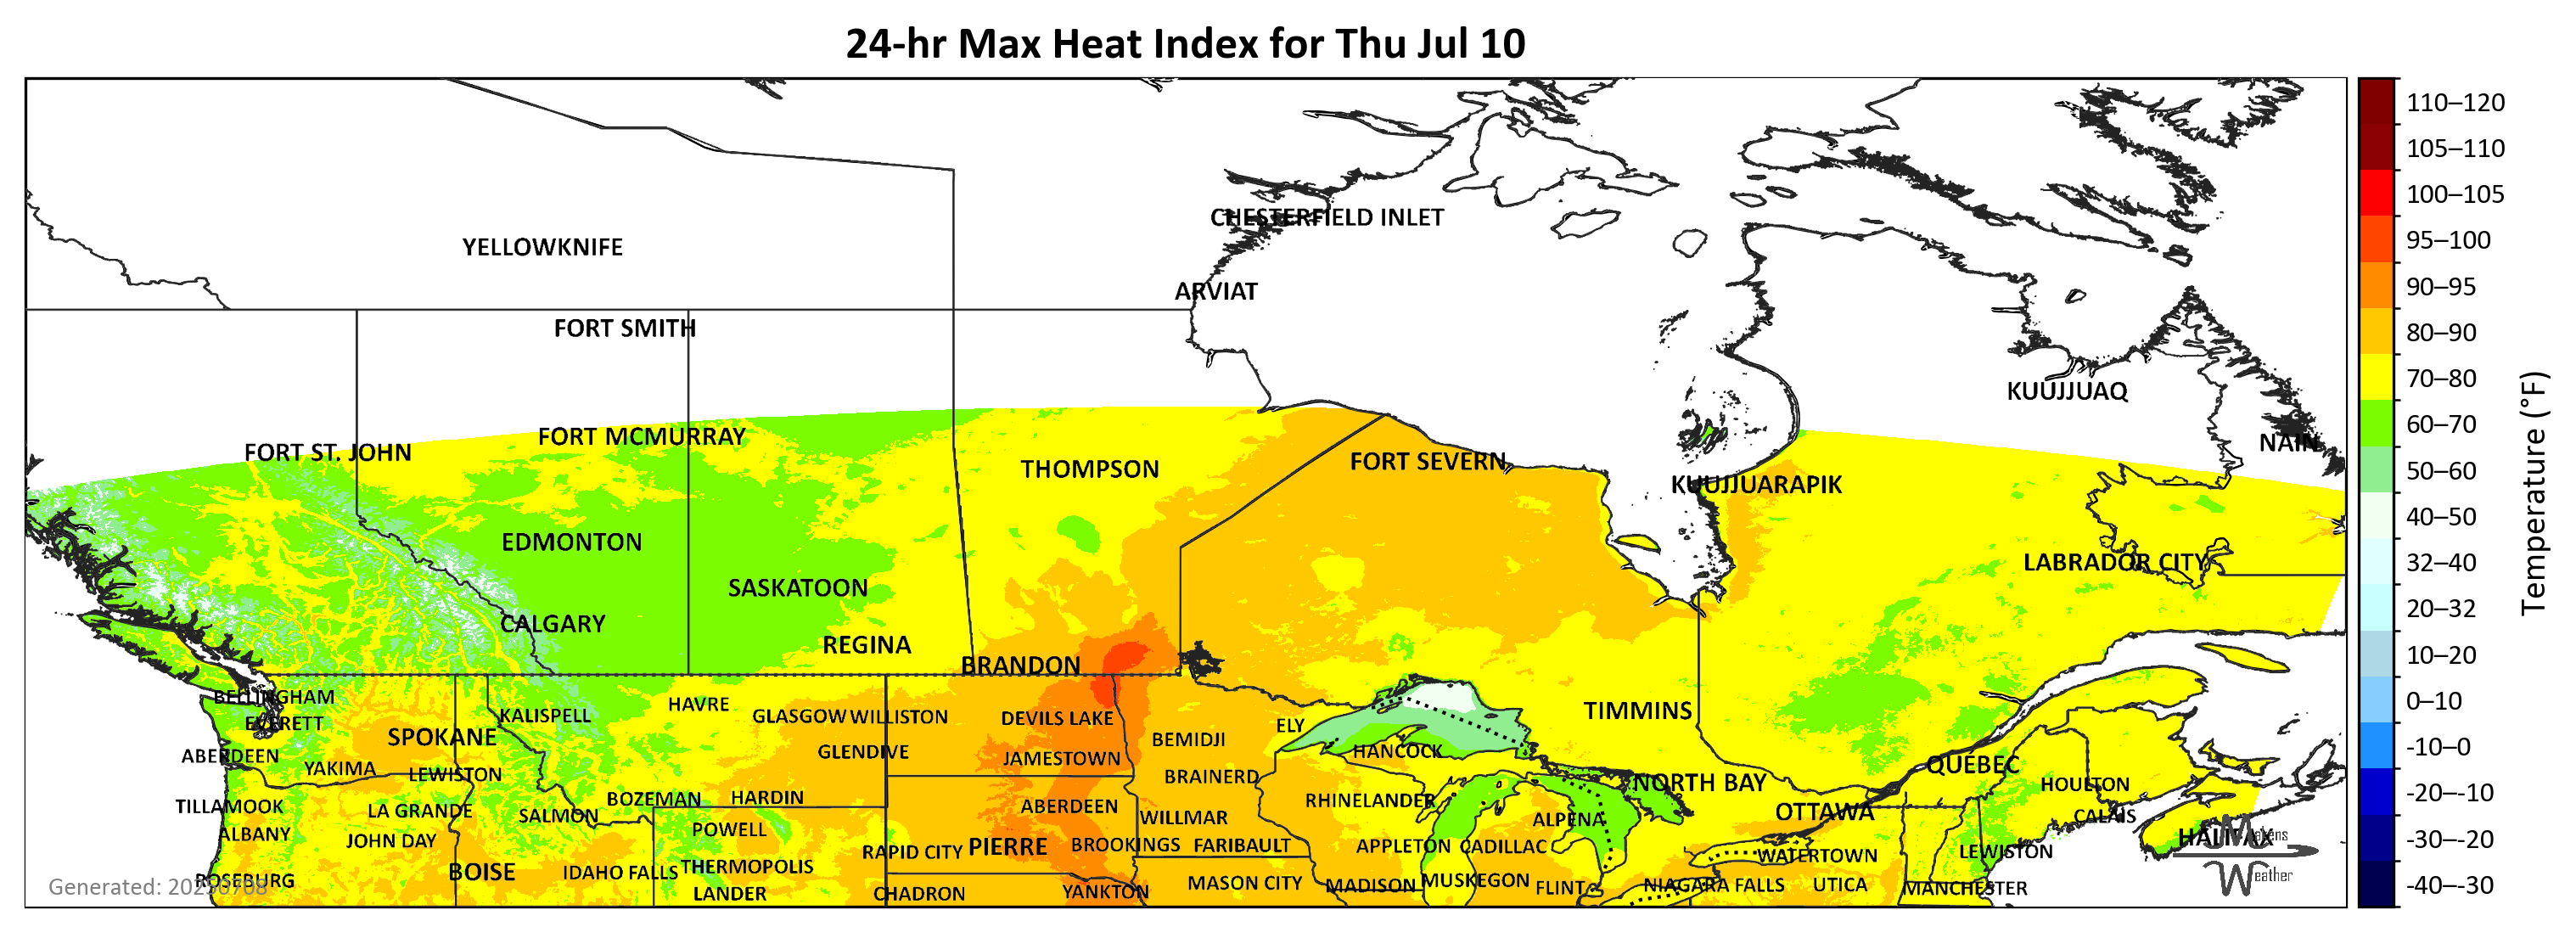 24-hr Max Heat Index for Thu Jul 10
110–120
105–110
100–105
95–100
90–95
80–90
70–80
60–70
50–60
40–50
32–40
20–32
10–20
0–10
-10–0
-20–-10
-30–-20
-40–-30
Temperature (°F)
CHESTERFIELD INLET
YELLOWKNIFE
ARVIAT
FORT SMITH
KUUJJUAQ
FORT MCMURRAY
NAIN
FORT ST. JOHN
FORT SEVERN
THOMPSON
KUUJJUARAPIK
EDMONTON
LABRADOR CITY
SASKATOON
CALGARY
REGINA
BRANDON
BELLINGHAM
HAVRE
TIMMINS
KALISPELL
GLASGOW
WILLISTON
DEVILS LAKE
EVERETT
ELY
SPOKANE
BEMIDJI
GLENDIVE
HANCOCK
ABERDEEN
JAMESTOWN
QUÉBEC
YAKIMA
LEWISTON
BRAINERD
NORTH BAY
HOULTON
BOZEMAN
HARDIN
RHINELANDER
TILLAMOOK
ABERDEEN
LA GRANDE
OTTAWA
SALMON
CALAIS
WILLMAR
ALPENA
POWELL
ALBANY
HALIFAX
JOHN DAY
PIERRE
BROOKINGS
FARIBAULT
APPLETON
CADILLAC
RAPID CITY
LEWISTON
WATERTOWN
THERMOPOLIS
BOISE
IDAHO FALLS
ROSEBURG
MUSKEGON
MASON CITY
MADISON
NIAGARA FALLS
UTICA
FLINT
MANCHESTER
YANKTON
LANDER
CHADRON
Makens
Weather
Generated: 20250708